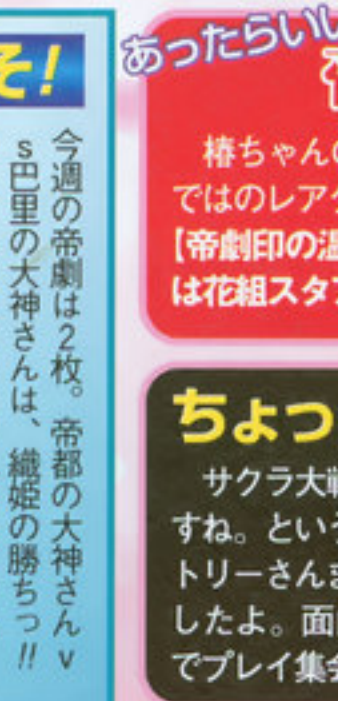 そ!
今週の帝劇は2枚。帝都の大神さんv
s巴里の大神さんは、織姫の勝ちっ!!
あったらいい
椿ちゃんの
ではのレア
【帝劇印の温
は花組スタア
ちょっ
サクラ大戦
すね。という
トリーさんま
したよ。面白
でプレイ集会